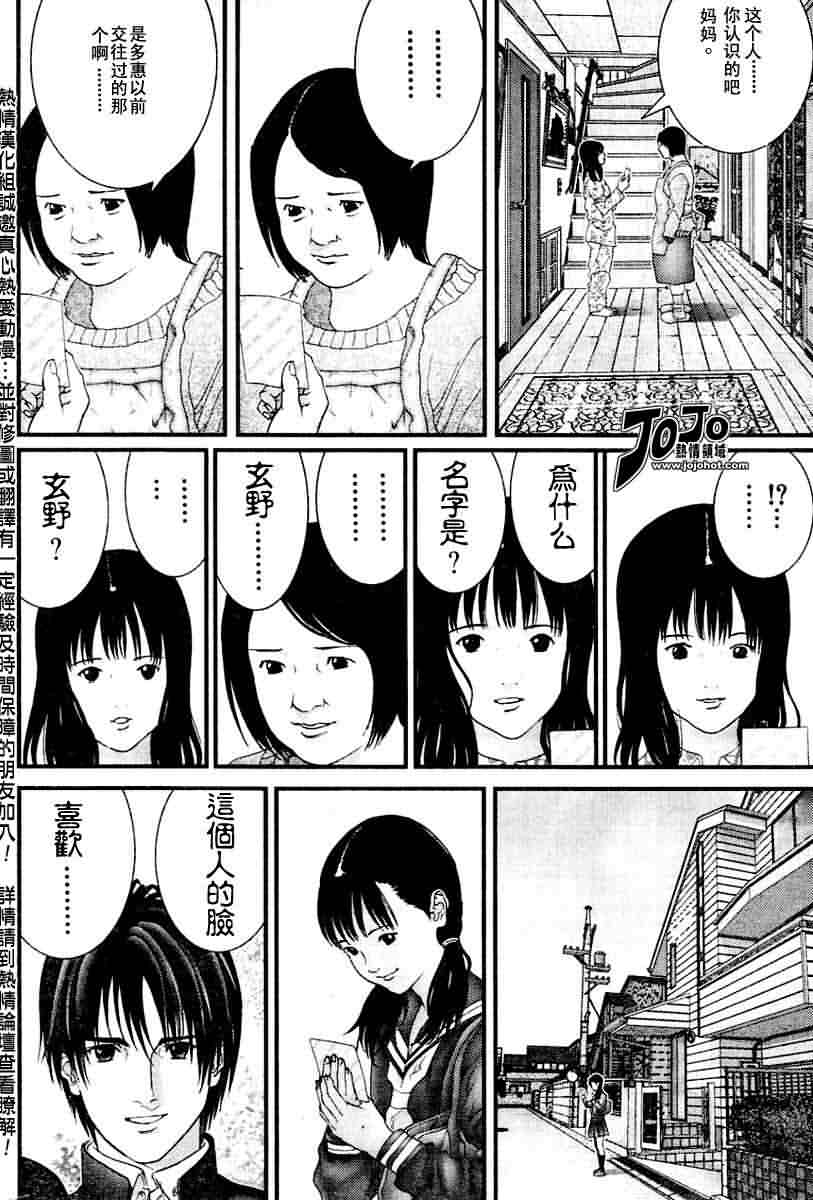 这个人……
你认识的吧
妈妈。
……
……
是多惠以前
交往过的那
个啊………
!?
……
爲什么
名字是？
……
……
玄野……
……
玄野？
這個人的臉
喜歡……
JOJO
熱情領域
www.jojohot.com
熱情漢化組誠邀真心熱愛動漫…並對修圖或翻譯有一定經驗及時間保障的朋友加入！ 詳情請到熱情論壇查看瞭解！